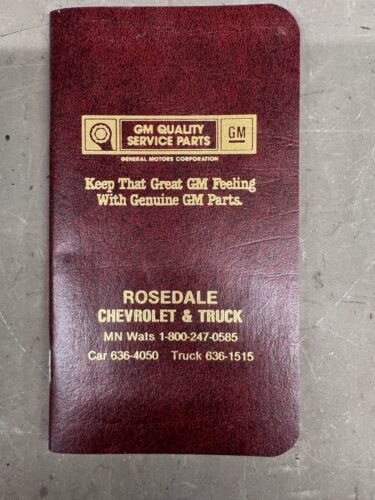 GM QUALITY
SERVICE PARTS
GM
GENERAL MOTORS CORPORATION
Keep That Great GM Feeling
With Genuine GM Parts.
ROSEDALE
CHEVROLET & TRUCK
MN Wats 1-800-247-0585
Car 636-4050 Truck 636-1515